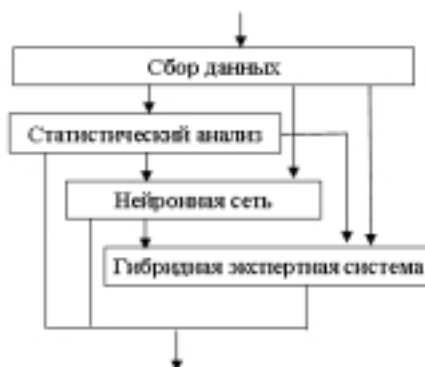 Сбор данных
Статистический анализ
Нейронная сеть
Гибридная экспертная система